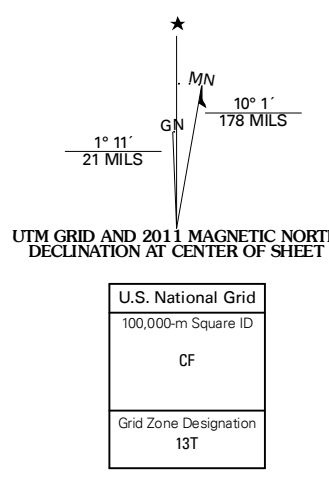 MN
10° 1´
178 MILS
GN
1° 11´
21 MILS
UTM GRID AND 2011 MAGNETIC NORT
DECLINATION AT CENTER OF SHEET
U.S. National Grid
100,000-m Square ID
CF
Grid Zone Designation
13T